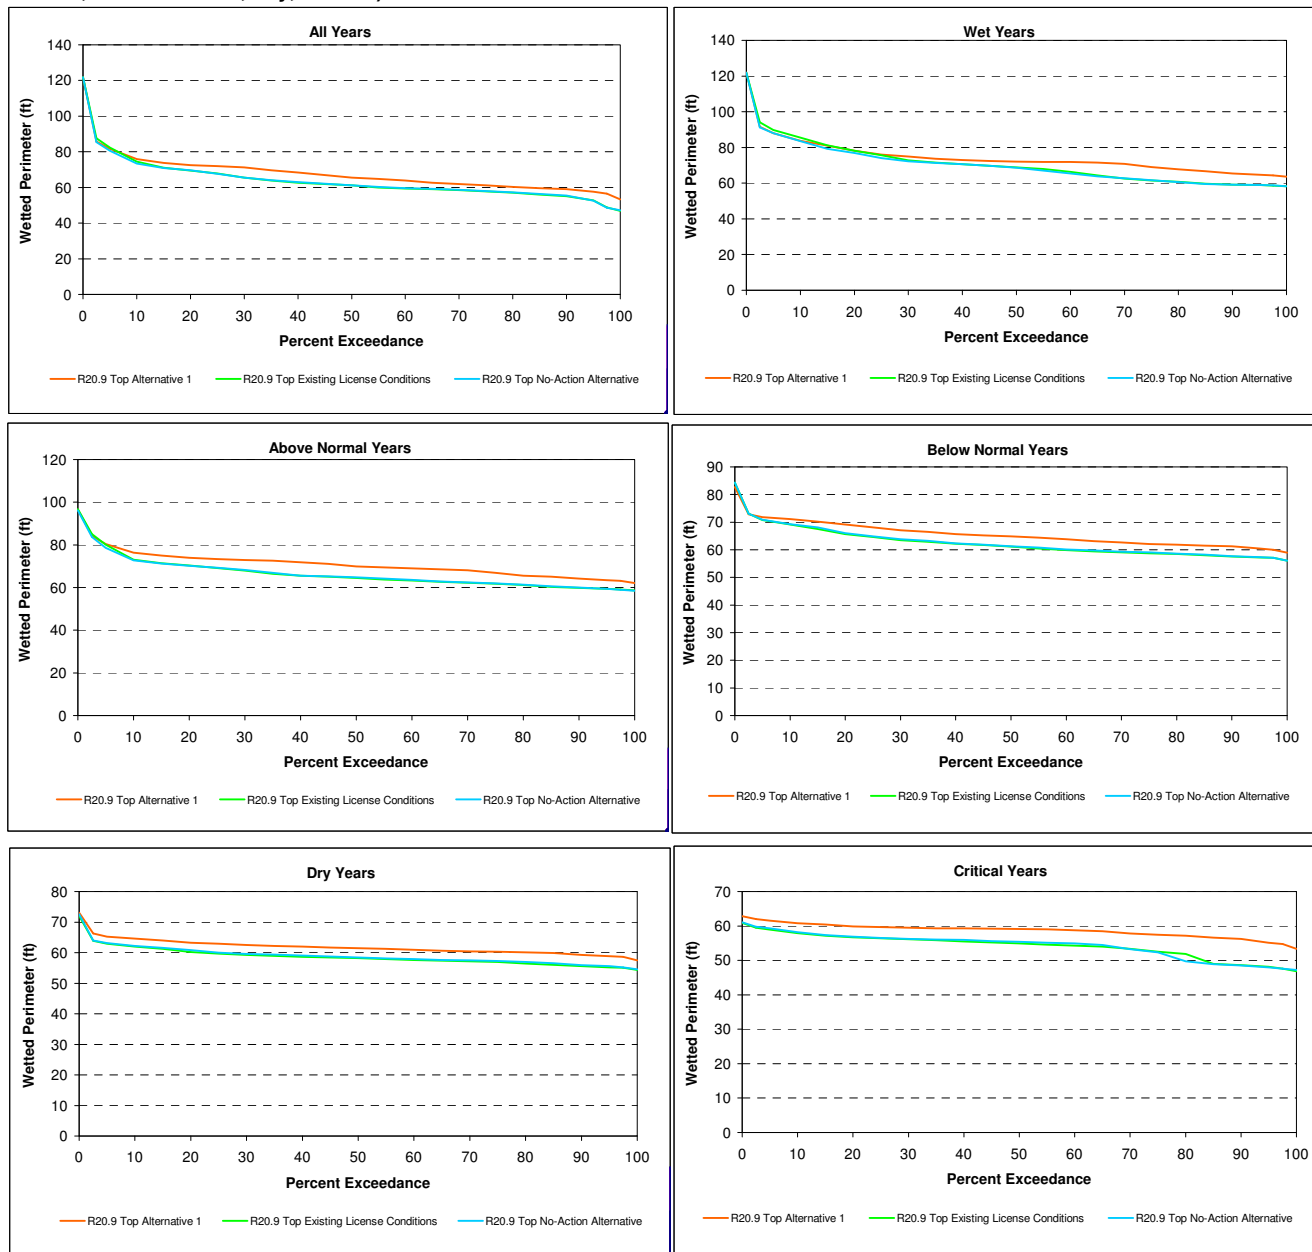 All Years
Wetted Perimeter (ft)
140
120
100
80
60
40
20
0
0 10 20 30 40 50 60 70 80 90 100
Percent Exceedance
R20.9 Top Alternative 1 R20.9 Top Existing License Conditions R20.9 Top No-Action Alternative
Wet Years
Wetted Perimeter (ft)
140
120
100
80
60
40
20
0
0 10 20 30 40 50 60 70 80 90 100
Percent Exceedance
R20.9 Top Alternative 1 R20.9 Top Existing License Conditions R20.9 Top No-Action Alternative
Above Normal Years
Wetted Perimeter (ft)
120
100
80
60
40
20
0
0 10 20 30 40 50 60 70 80 90 100
Percent Exceedance
R20.9 Top Alternative 1 R20.9 Top Existing License Conditions R20.9 Top No-Action Alternative
Below Normal Years
Wetted Perimeter (ft)
90
80
70
60
50
40
30
20
10
0
0 10 20 30 40 50 60 70 80 90 100
Percent Exceedance
R20.9 Top Alternative 1 R20.9 Top Existing License Conditions R20.9 Top No-Action Alternative
Dry Years
Wetted Perimeter (ft)
80
70
60
50
40
30
20
10
0
0 10 20 30 40 50 60 70 80 90 100
Percent Exceedance
R20.9 Top Alternative 1 R20.9 Top Existing License Conditions R20.9 Top No-Action Alternative
Critical Years
Wetted Perimeter (ft)
70
60
50
40
30
20
10
0
0 10 20 30 40 50 60 70 80 90 100
Percent Exceedance
R20.9 Top Alternative 1 R20.9 Top Existing License Conditions R20.9 Top No-Action Alternative